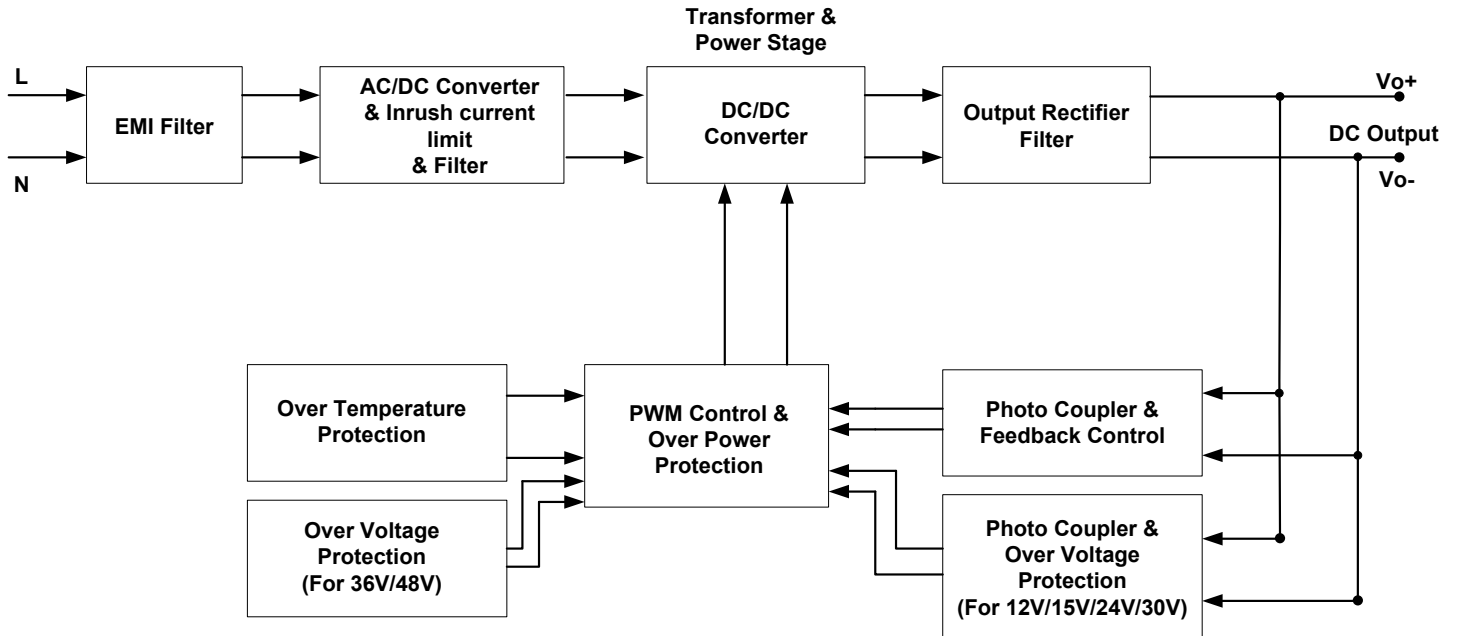 Transformer &
Power Stage
L
N
EMI Filter
AC/DC Converter
& Inrush current
limit
& Filter
DC/DC
Converter
Output Rectifier
Filter
Vo+
DC Output
Vo-
Over Temperature
Protection
PWM Control &
Over Power
Protection
Photo Coupler &
Feedback Control
Over Voltage
Protection
(For 36V/48V)
Photo Coupler &
Over Voltage
Protection
(For 12V/15V/24V/30V)